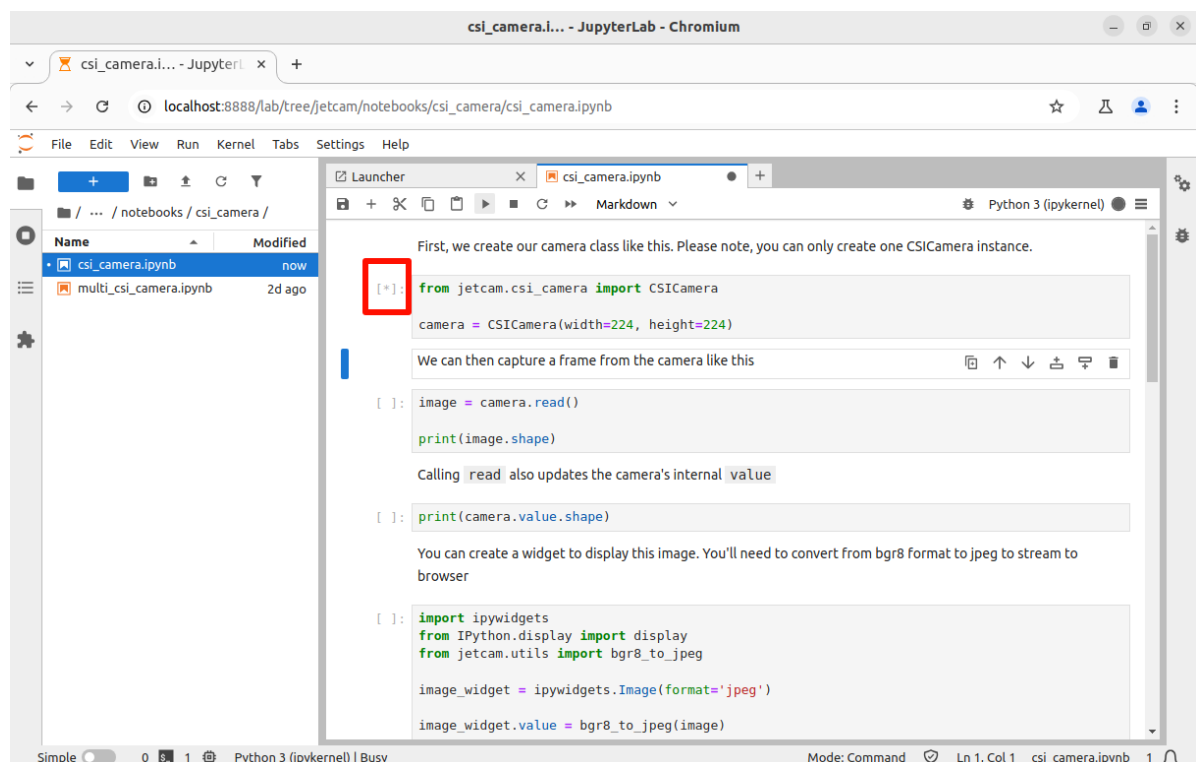 csi_camera.i... - JupyterLab - Chromium
csi_camera.i... - JupyterL
localhost:8888/lab/tree/jetcam/notebooks/csi_camera/csi_camera.ipynb
File Edit View Run Kernel Tabs Settings Help
Launcher
csi_camera.ipynb
Markdown
Python 3 (ipykernel)
/ ... / notebooks / csi_camera /
Name Modified
csi_camera.ipynb now
multi_csi_camera.ipynb 2d ago
First, we create our camera class like this. Please note, you can only create one CSICamera instance.
[*]: from jetcam.csi_camera import CSICamera
camera = CSICamera(width=224, height=224)
We can then capture a frame from the camera like this
[ ]: image = camera.read()
print(image.shape)
Calling read also updates the camera's internal value
[ ]: print(camera.value.shape)
You can create a widget to display this image. You'll need to convert from bgr8 format to jpeg to stream to
browser
[ ]: import ipywidgets
from IPython.display import display
from jetcam.utils import bgr8_to_jpeg
image_widget = ipywidgets.Image(format='jpeg')
image_widget.value = bgr8_to_jpeg(image)
Simple 0 1 Python 3 (ipykernel) | Busy Mode: Command Ln 1, Col 1 csi_camera.ipynb 1